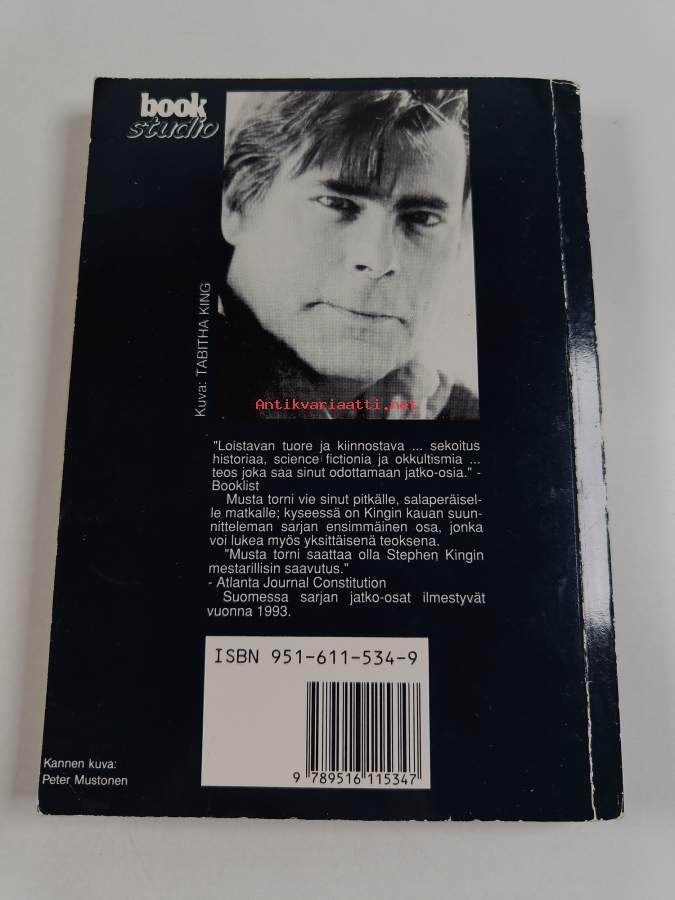 book
studio
Kuva: TABITHA KING
Antikvariaatti.net
"Loistavan tuore ja kiinnostava ... sekoitus
historiaa, science fictionia ja okkultismia ...
teos joka saa sinut odottamaan jatko-osia." -
Booklist
Musta torni vie sinut pitkälle, salaperäisel-
le matkalle; kyseessä on Kingin kauan suun-
nitteleman sarjan ensimmäinen osa, jonka
voi lukea myös yksittäisenä teoksena.
"Musta torni saattaa olla Stephen Kingin
mestarillisin saavutus."
- Atlanta Journal Constitution
Suomessa sarjan jatko-osat ilmestyvät
vuonna 1993.
ISBN 951-611-534-9
9 789516 115347
Kannen kuva:
Peter Mustonen